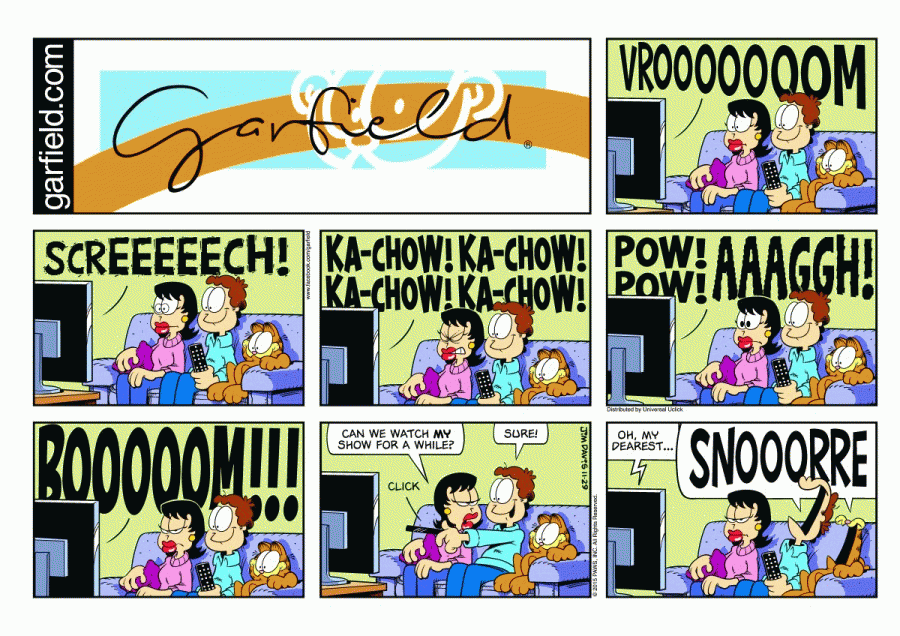 garfield.com
Garfield®
VROOOOOOOM
SCREEEEECH!
www.facebook.com/garfield
KA-CHOW! KA-CHOW!
KA-CHOW! KA-CHOW!
POW!
POW!
AAAGGH!
Distributed by Universal Uclick
BOOOOOM!!!
CAN WE WATCH MY
SHOW FOR A WHILE?
SURE!
CLICK
JIM DAVIS 11-29
© 2015 PAWS, INC. All Rights Reserved.
OH, MY
DEAREST...
SNOOORRE